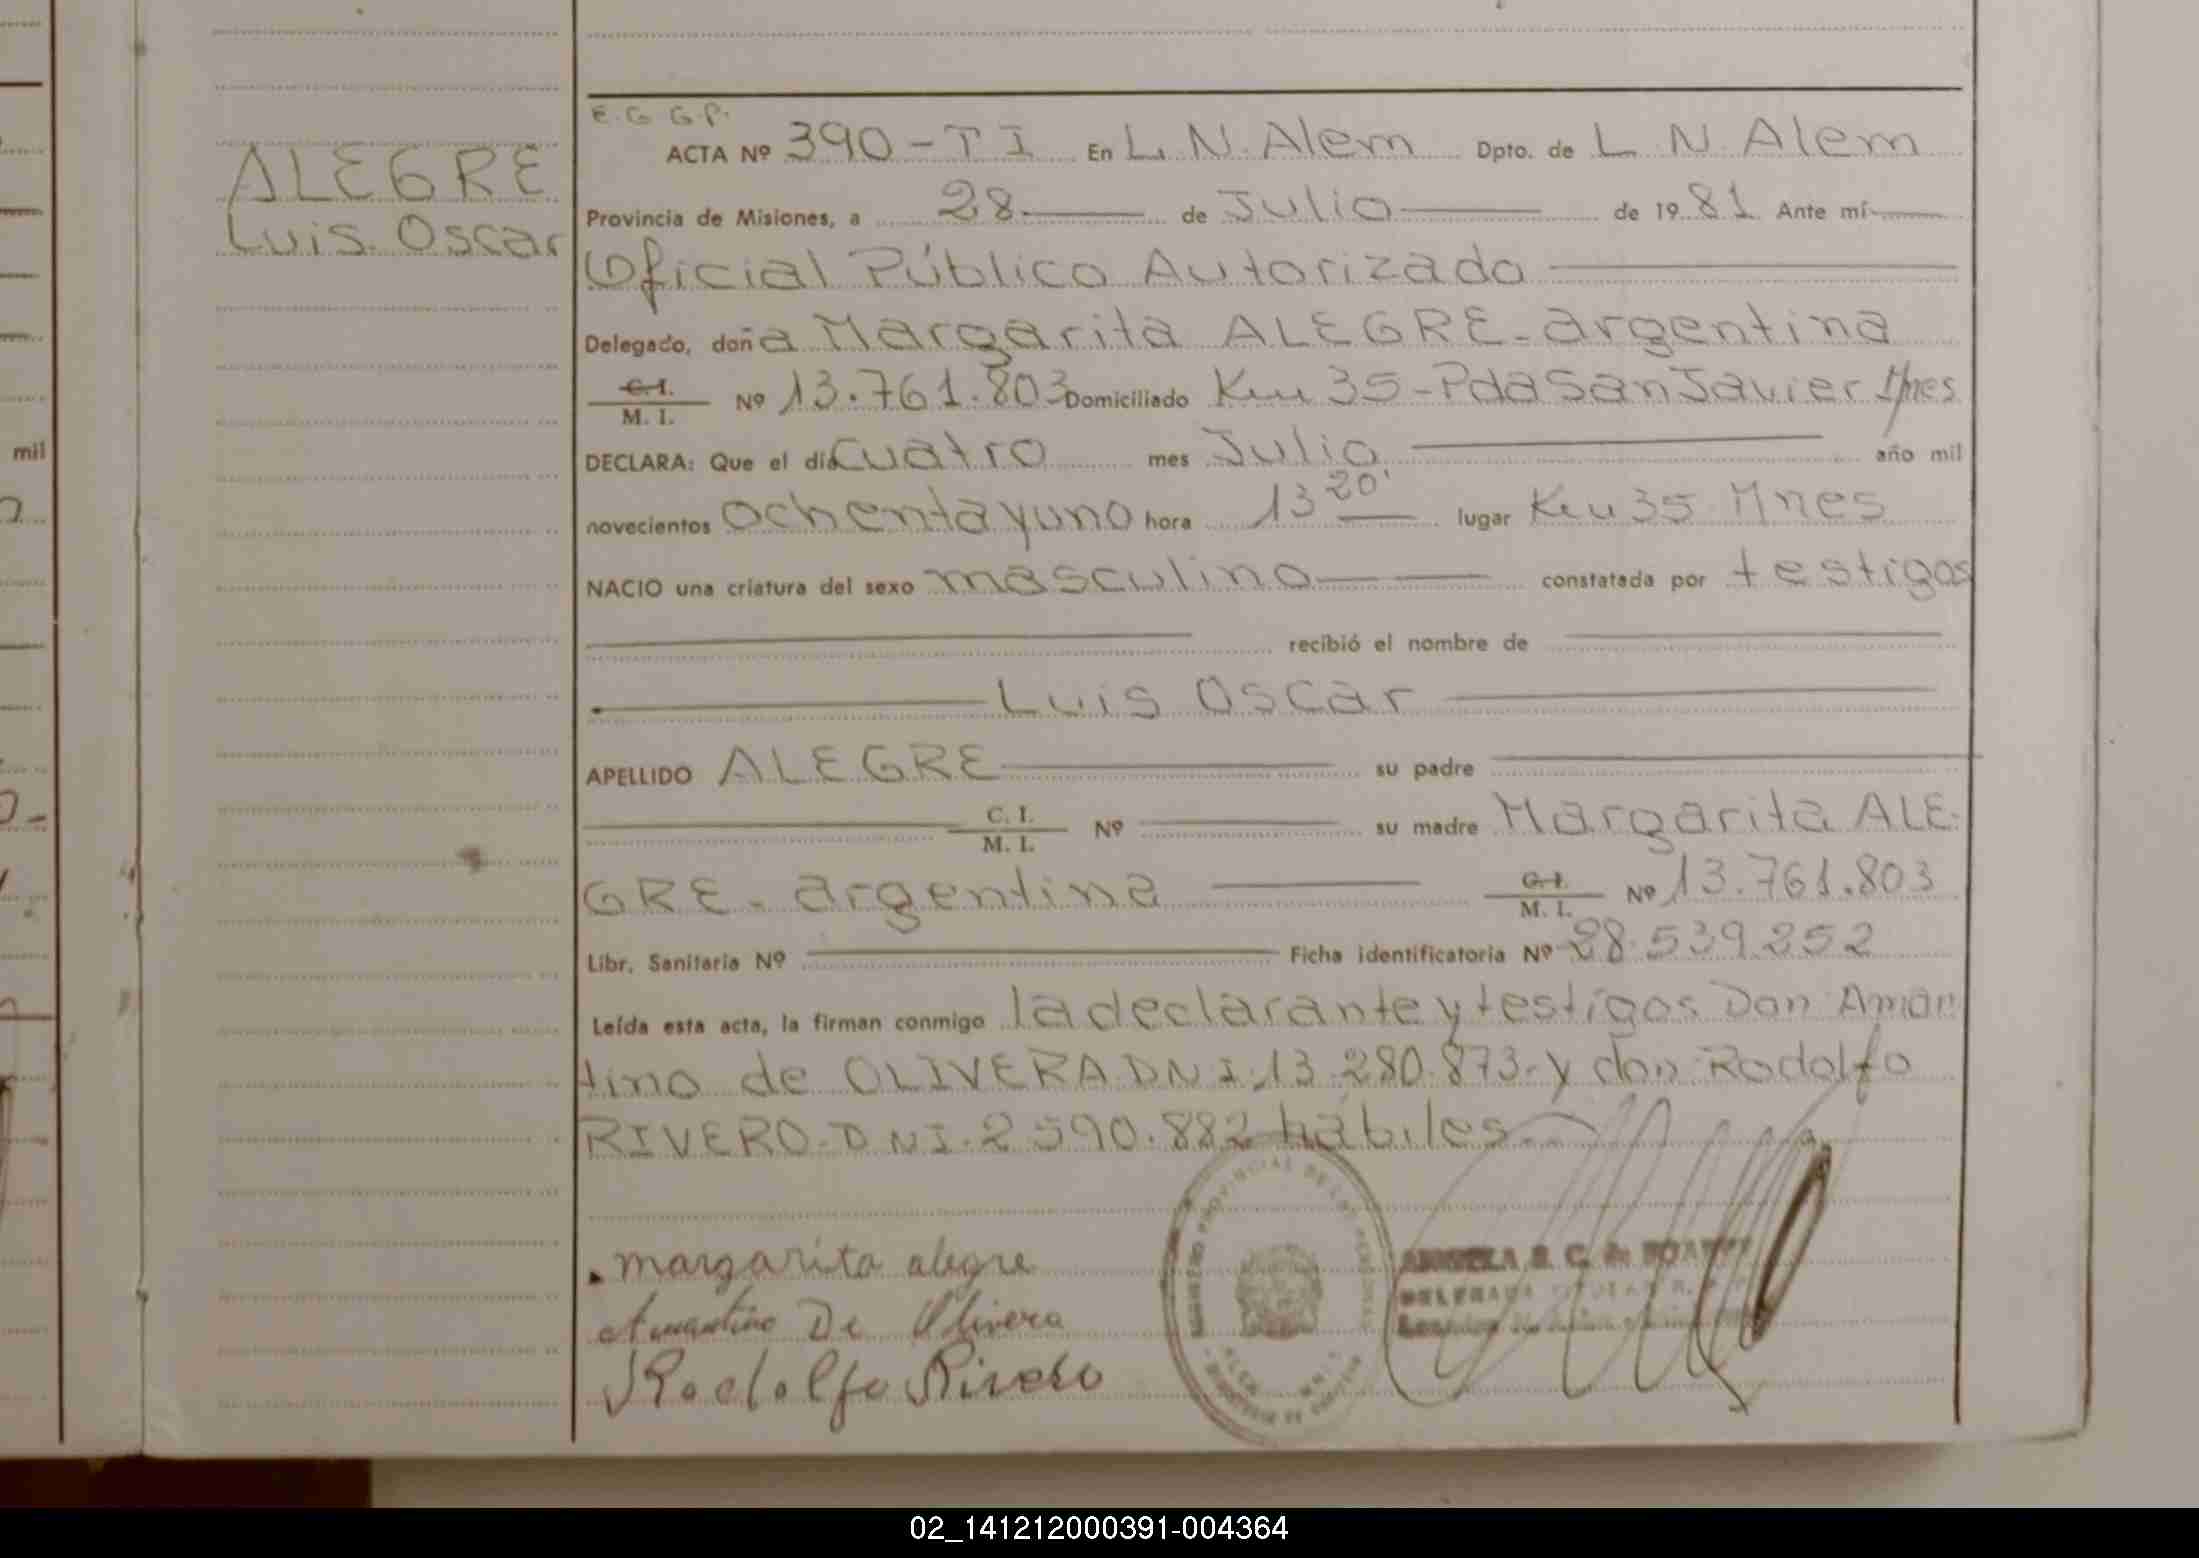 E.G G.P.
ALEGRE
Luis Oscar
ACTA Nº 390-TI En L. N. Alem Dpto. de L. N. Alem
Provincia de Misiones, a 28 de Julio de 1981 Ante mí
Oficial Público Autorizado
Delegado, doña Margarita ALEGRE-argentina
C.I. / M. I. Nº 13.761.803 Domiciliado Km 35-Pda San Javier Mnes
DECLARA: Que el día cuatro mes Julio año mil
novecientos ochenta y uno hora 13 20' lugar Km 35 Mnes
NACIO una criatura del sexo masculino constatada por testigos
recibió el nombre de
Luis Oscar
APELLIDO ALEGRE su padre
C. I. / M. I. Nº su madre Margarita ALE-
GRE-argentina C.I. / M. I. Nº 13.761.803
Libr. Sanitaria Nº Ficha identificatoria Nº 28.539.252
Leída esta acta, la firman conmigo la declarante y testigos Don Aman
tino de OLIVERA DNI.13.280.873-y don Rodolfo
RIVERO-DNI.2590.882 hábiles-
margarita alegre
Amantino De Olivera
Rodolfo Rivero
mil
02_141212000391-004364